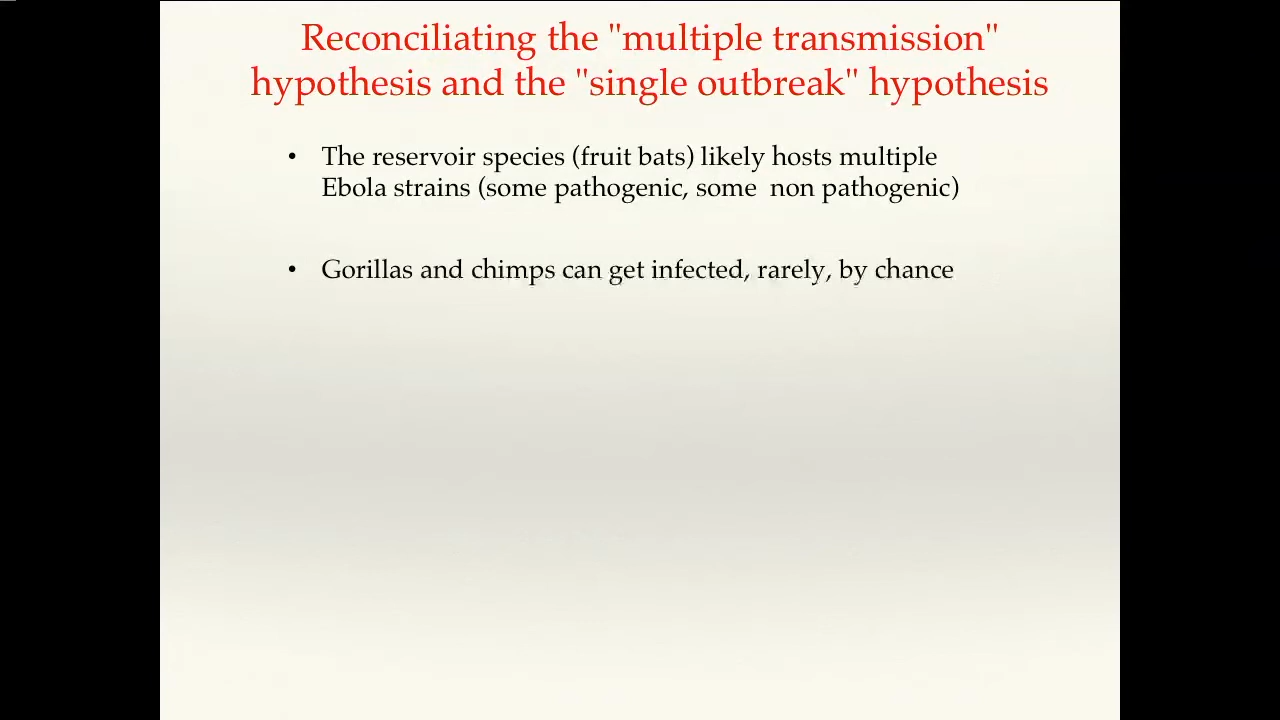 Reconciliating the "multiple transmission"
hypothesis and the "single outbreak" hypothesis
• The reservoir species (fruit bats) likely hosts multiple
Ebola strains (some pathogenic, some  non pathogenic)
• Gorillas and chimps can get infected, rarely, by chance